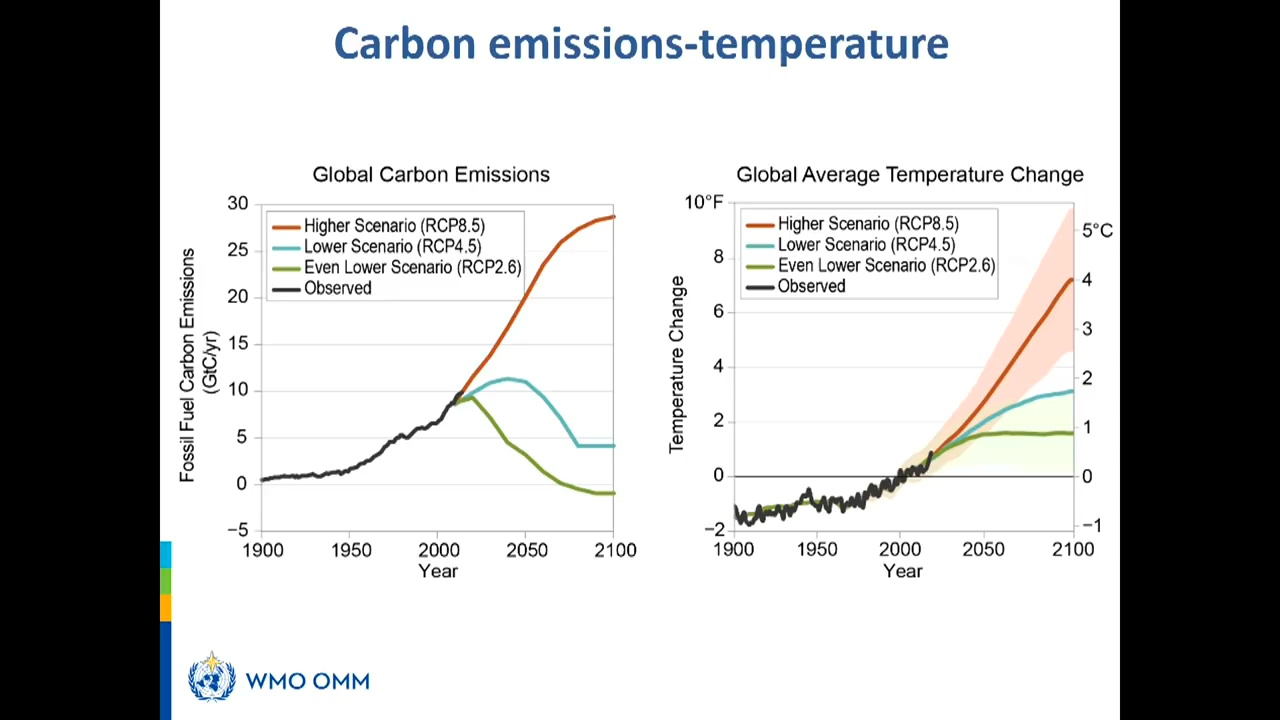 Carbon emissions-temperature
Global Carbon Emissions
30
25
20
15
10
5
0
−5
Fossil Fuel Carbon Emissions
(GtC/yr)
Higher Scenario (RCP8.5)
Lower Scenario (RCP4.5)
Even Lower Scenario (RCP2.6)
Observed
1900 1950 2000 2050 2100
Year
Global Average Temperature Change
10°F
8
6
4
2
0
−2
Temperature Change
Higher Scenario (RCP8.5)
Lower Scenario (RCP4.5)
Even Lower Scenario (RCP2.6)
Observed
5°C
4
3
2
1
0
−1
1900 1950 2000 2050 2100
Year
WMO OMM